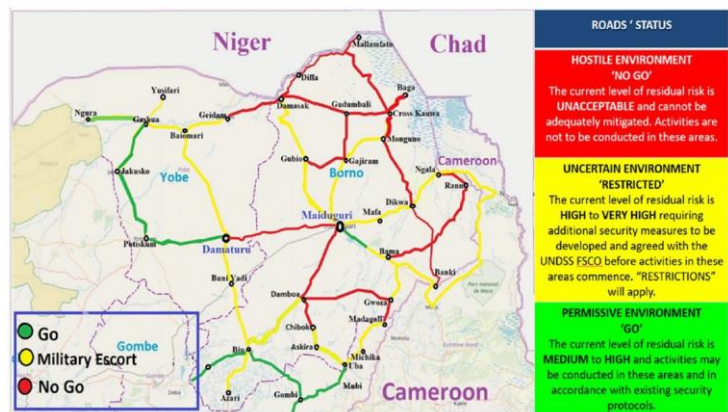 Niger
Chad
Mallamfatori
Diffa
Yusifari
Damasak
Baga
Ngura
Gashua
Geidam
Gudumbali
Cross Kauwa
Baiomari
Monguno
Gubio
Gajiram
Ngala
Cameroon
Jakusko
Yobe
Borno
Rann
Dikwa
Maiduguri
Mafa
Potiskum
Damaturu
Bama
Buni Yadi
Banki
Damboa
Gwoza
Chibok
Madagali
Gombe
Biu
Askira
Michika
Uba
Azari
Gombi
Mubi
Cameroon
Go
Military Escort
No Go
ROADS ' STATUS
HOSTILE ENVIRONMENT
'NO GO'
The current level of residual risk is
UNACCEPTABLE and cannot be
adequately mitigated. Activities are
not to be conducted in these areas.
UNCERTAIN ENVIRONMENT
'RESTRICTED'
The current level of residual risk is
HIGH to VERY HIGH requiring
additional security measures to be
developed and agreed with the
UNDSS FSCO before activities in these
areas commence. "RESTRICTIONS"
will apply.
PERMISSIVE ENVIRONMENT
'GO'
The current level of residual risk is
MEDIUM to HIGH and activities may
be conducted in these areas and in
accordance with existing security
protocols.